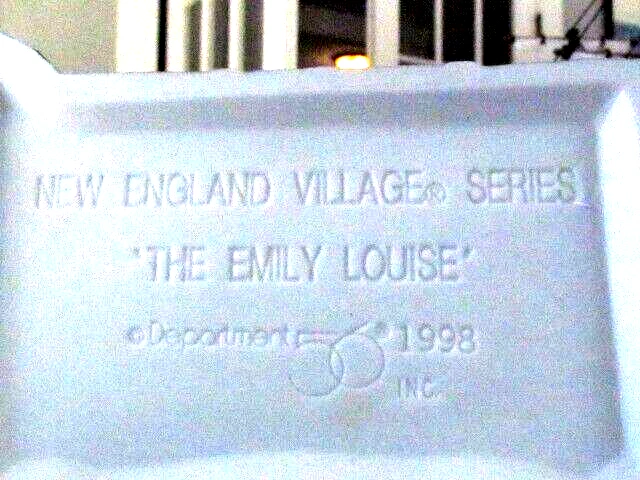 NEW ENGLAND VILLAGE® SERIES
"THE EMILY LOUISE"
©Department 56® 1998
INC.